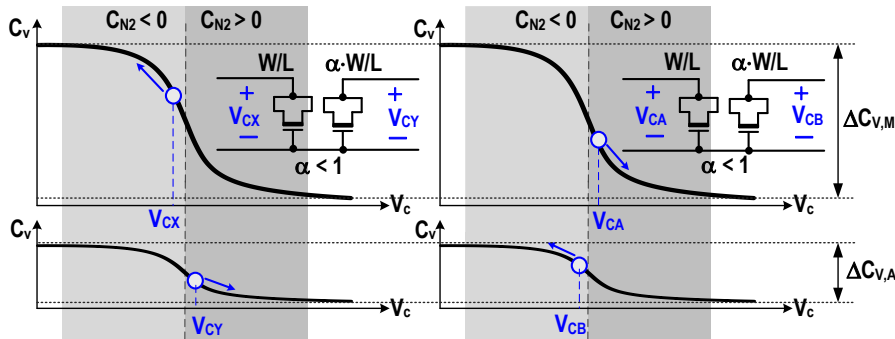 C_N2 < 0 C_N2 > 0
C_V
W/L α·W/L
+ V_CX − + V_CY −
α < 1
V_CX
V_c
C_V
V_CY
V_c
C_N2 < 0 C_N2 > 0
C_V
W/L α·W/L
+ V_CA − + V_CB −
α < 1
ΔC_V,M
V_CA
V_c
C_V
ΔC_V,A
V_CB
V_c